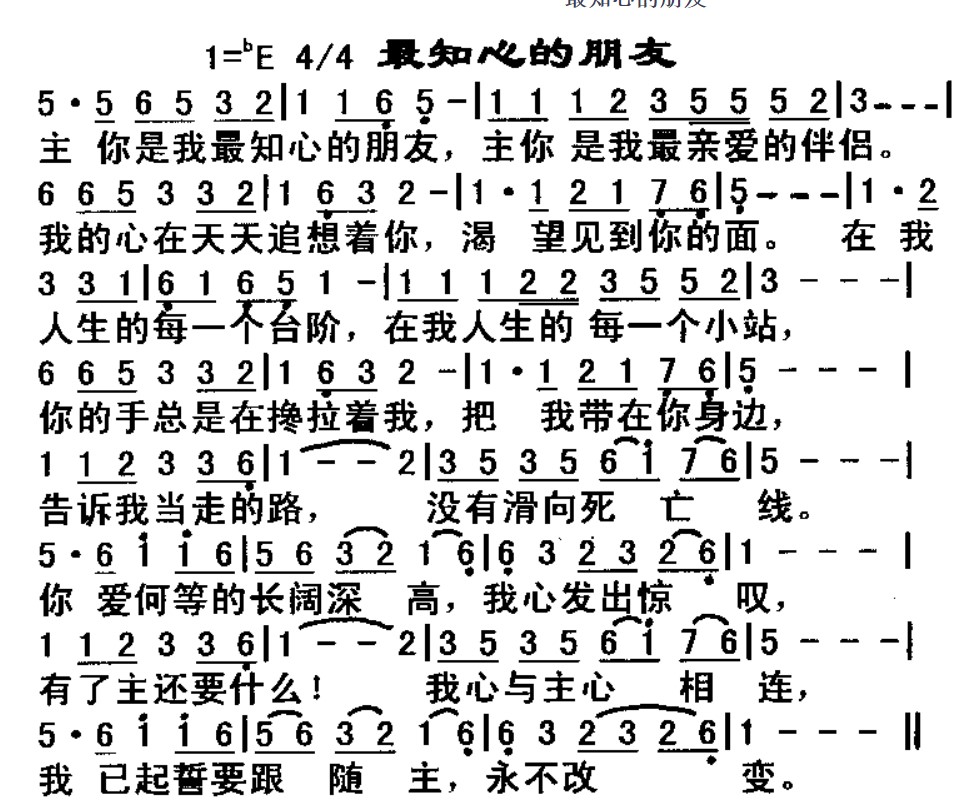 最知心的朋友
1=ᵇE 4/4 最知心的朋友
5·5 6 5 3 2|1 1 6 5 -|1 1 1 2 3 5 5 5 2|3---|
主 你是我最知心的朋友，主你 是我最亲爱的伴侣。
6 6 5 3 3 2|1 6 3 2 -|1·1 2 1 7 6|5---|1·2
我的心在天天追想着你，渴 望见到你的面。 在 我
3 3 1|6 1 6 5 1 -|1 1 1 2 2 3 5 5 2|3 - - -|
人生的每一个台阶，在我人生的 每一个小站，
6 6 5 3 3 2|1 6 3 2 -|1·1 2 1 7 6|5 - - - |
你的手总是在搀拉着我，把 我带在你身边，
1 1 2 3 3 6|1 - - 2|3 5 3 5 6 i 7 6|5 - - -|
告诉我当走的路， 没有滑向死 亡 线。
5·6 i i 6|5 6 3 2 1 6|6 3 2 3 2 6|1 - - - |
你 爱何等的长阔深 高，我心发出惊 叹，
1 1 2 3 3 6|1 - - 2|3 5 3 5 6 i 7 6|5 - - -|
有了主还要什么！ 我心与主心 相 连，
5·6 i i 6|5 6 3 2 1 6|6 3 2 3 2 6|1 - - - ‖
我 已起誓要跟 随 主，永不改 变。